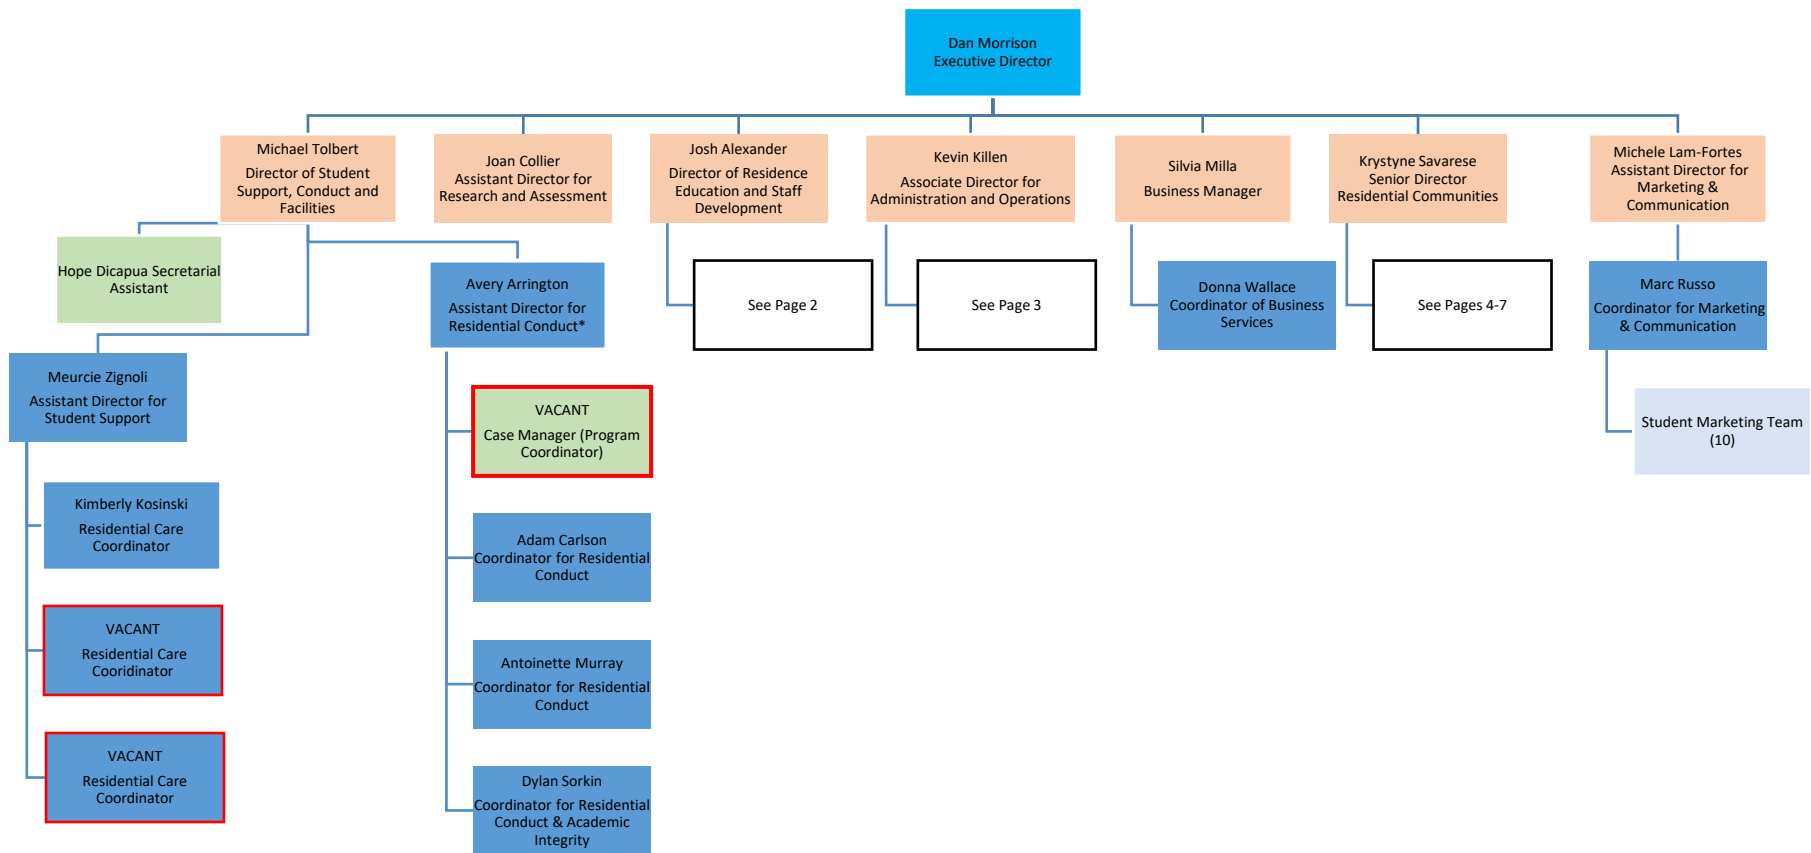 Dan Morrison
Executive Director
Michael Tolbert
Director of Student
Support, Conduct and
Facilities
Joan Collier
Assistant Director for
Research and Assessment
Josh Alexander
Director of Residence
Education and Staff
Development
Kevin Killen
Associate Director for
Administration and Operations
Silvia Milla
Business Manager
Krystyne Savarese
Senior Director
Residential Communities
Michele Lam-Fortes
Assistant Director for
Marketing &
Communication
Hope Dicapua Secretarial
Assistant
Avery Arrington
Assistant Director for
Residential Conduct*
See Page 2
See Page 3
Donna Wallace
Coordinator of Business
Services
See Pages 4-7
Marc Russo
Coordinator for Marketing
& Communication
Meurcie Zignoli
Assistant Director for
Student Support
VACANT
Case Manager (Program
Coordinator)
Student Marketing Team
(10)
Kimberly Kosinski
Residential Care
Coordinator
Adam Carlson
Coordinator for Residential
Conduct
VACANT
Residential Care
Cooridinator
Antoinette Murray
Coordinator for Residential
Conduct
VACANT
Residential Care
Coordinator
Dylan Sorkin
Coordinator for Residential
Conduct & Academic
Integrity